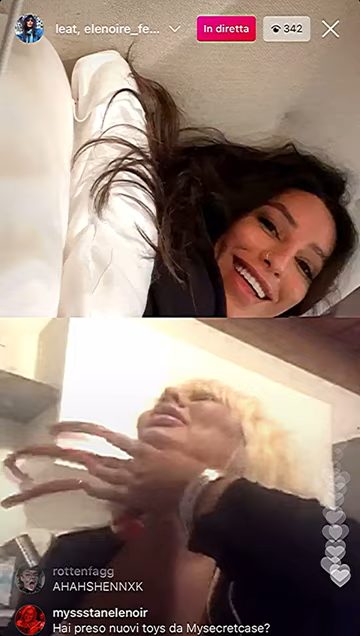 leat, elenoire_fe...
In diretta
342
rottenfagg
AHAHSHENNXK
myssstanelenoir
Hai preso nuovi toys da Mysecretcase?